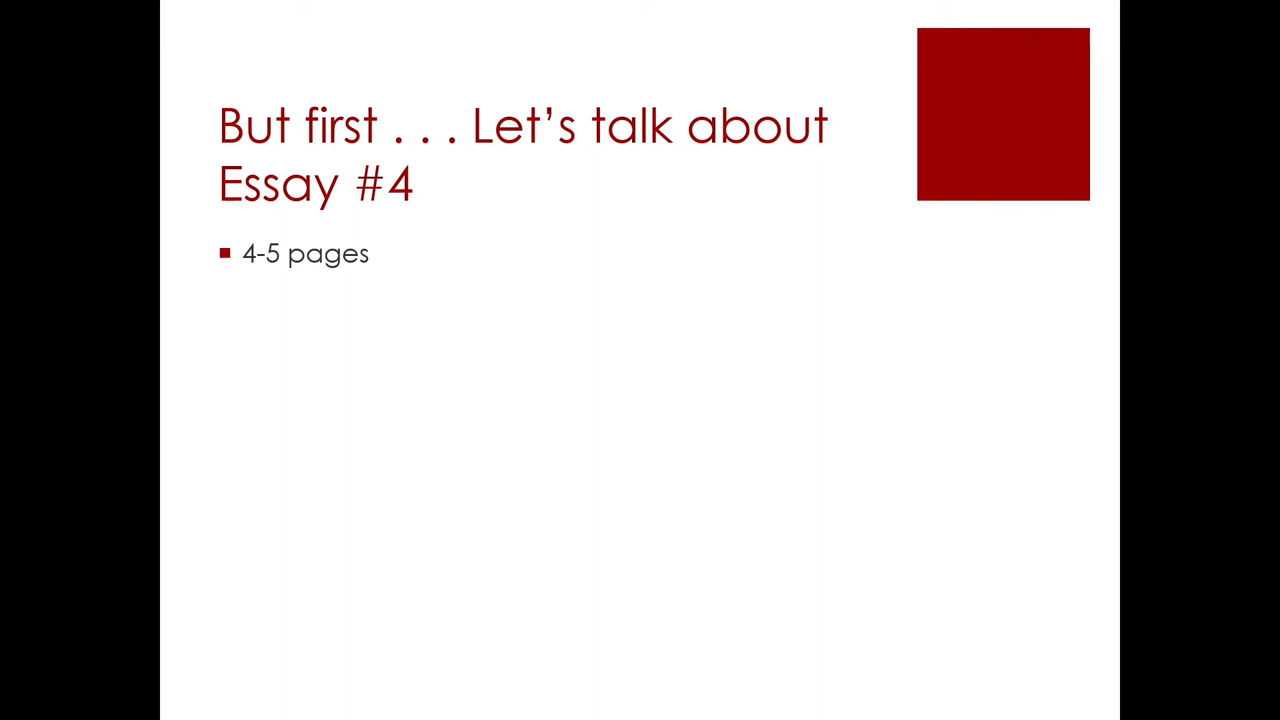 But first . . . Let’s talk about
Essay #4
4-5 pages